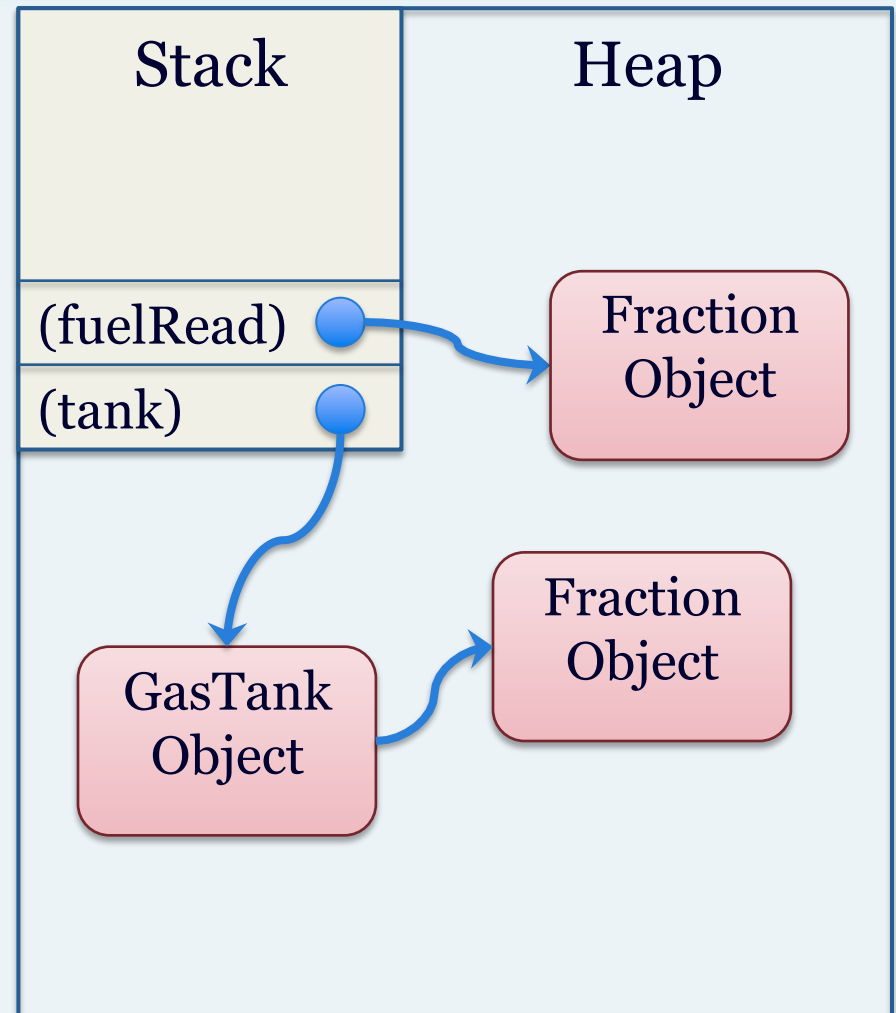 Stack
Heap
(fuelRead)
Fraction
Object
(tank)
Fraction
Object
GasTank
Object